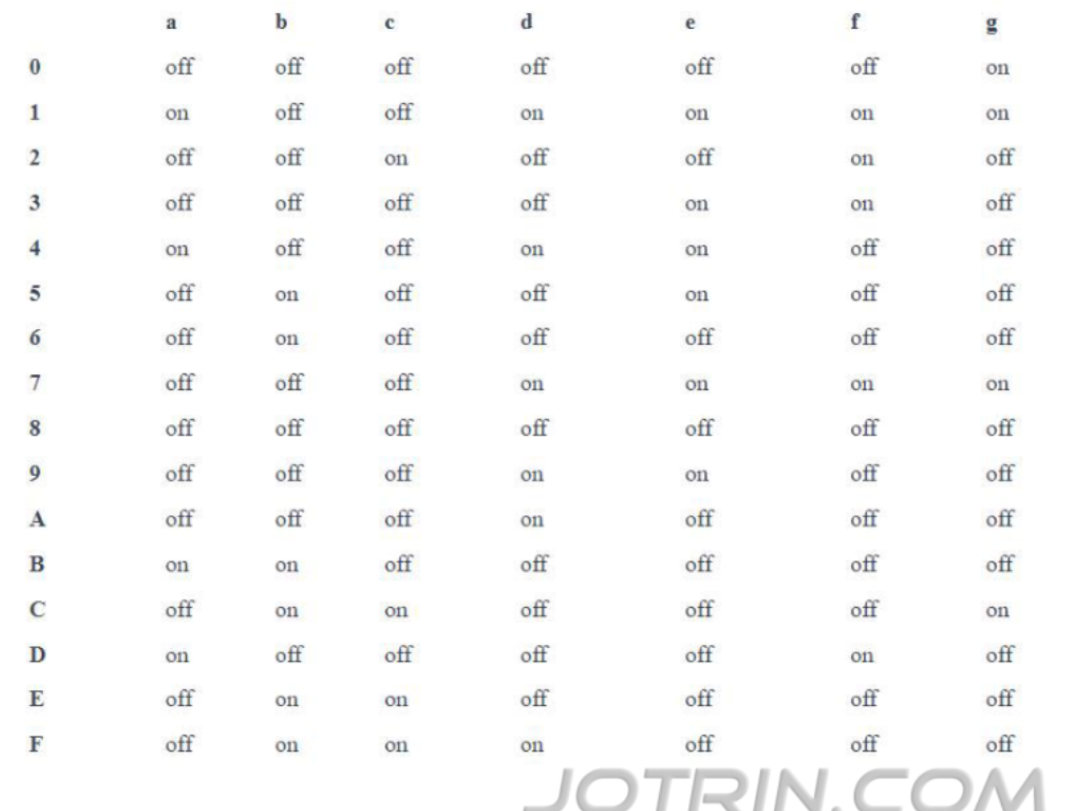 a b c d e f g
0 off off off off off off on
1 on off off on on on on
2 off off on off off on off
3 off off off off on on off
4 on off off on on off off
5 off on off off on off off
6 off on off off off off off
7 off off off on on on on
8 off off off off off off off
9 off off off on on off off
A off off off on off off off
B on on off off off off off
C off on on off off off on
D on off off off off on off
E off on on off off off off
F off on on on off off off
JOTRIN.COM